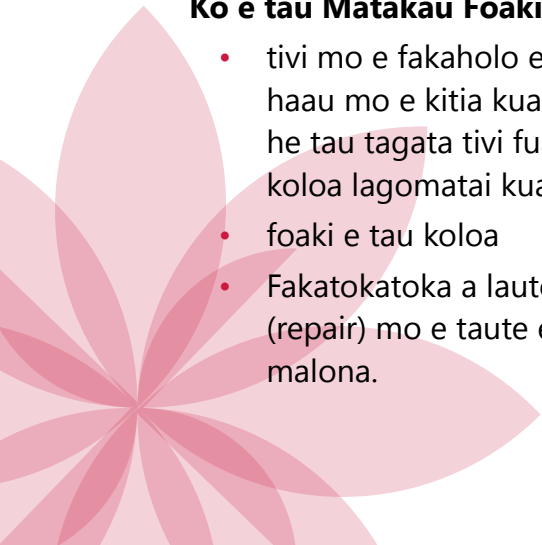 Ko e tau Matakau Foaki
• tivi mo e fakaholo e
haau mo e kitia kua
he tau tagata tivi fu
koloa lagomatai kua
• foaki e tau koloa
• Fakatokatoka a laut
(repair) mo e taute e
malona.